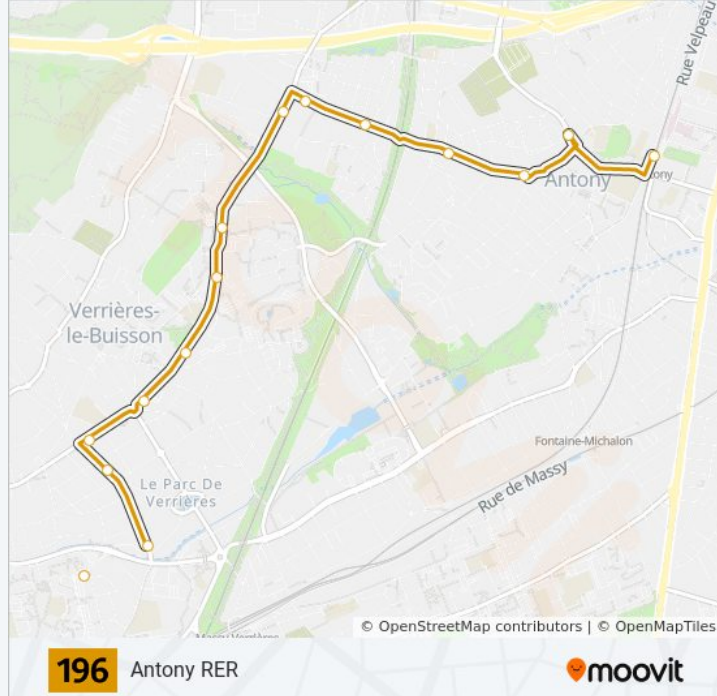 Rue Velpeau
Antony
Verrières-
le-Buisson
Fontaine-Michalon
Le Parc De
Verrières
Rue de Massy
© OpenStreetMap contributors | © OpenMapTiles
196 Antony RER
moovit